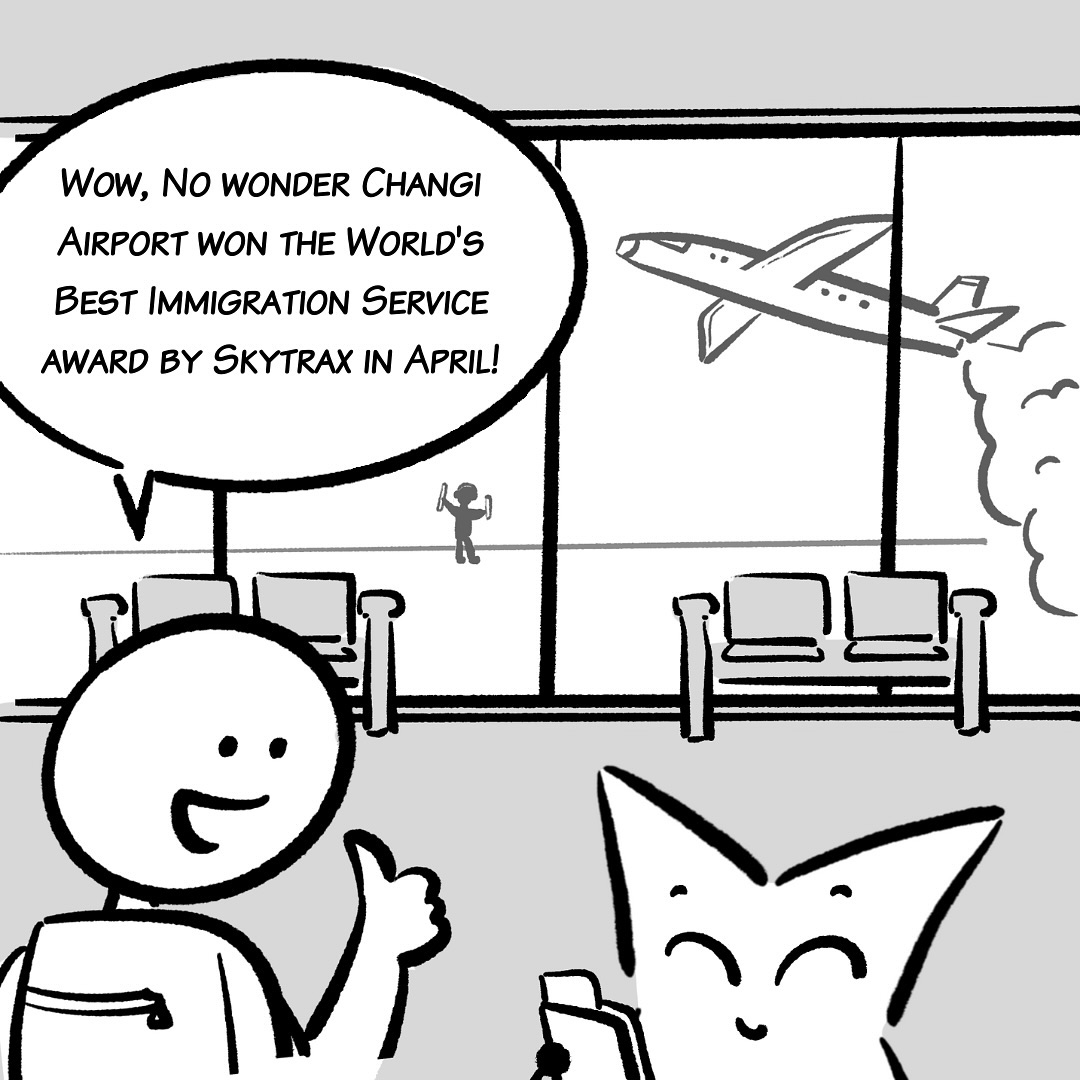 Wow, No wonder Changi
Airport won the World's
Best Immigration Service
award by Skytrax in April!